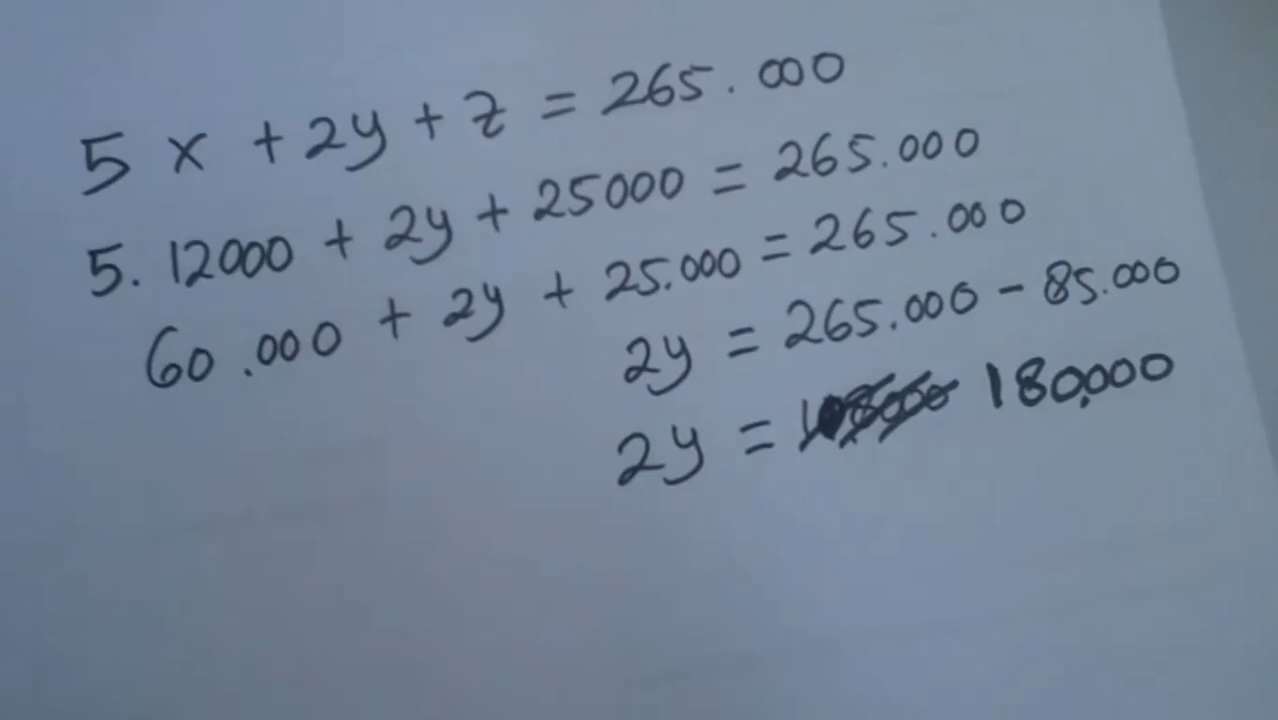 5 x + 2y + z = 265.000
5. 12000 + 2y + 25000 = 265.000
60.000 + 2y + 25.000 = 265.000
2y = 265.000 - 85.000
2y = 180.000